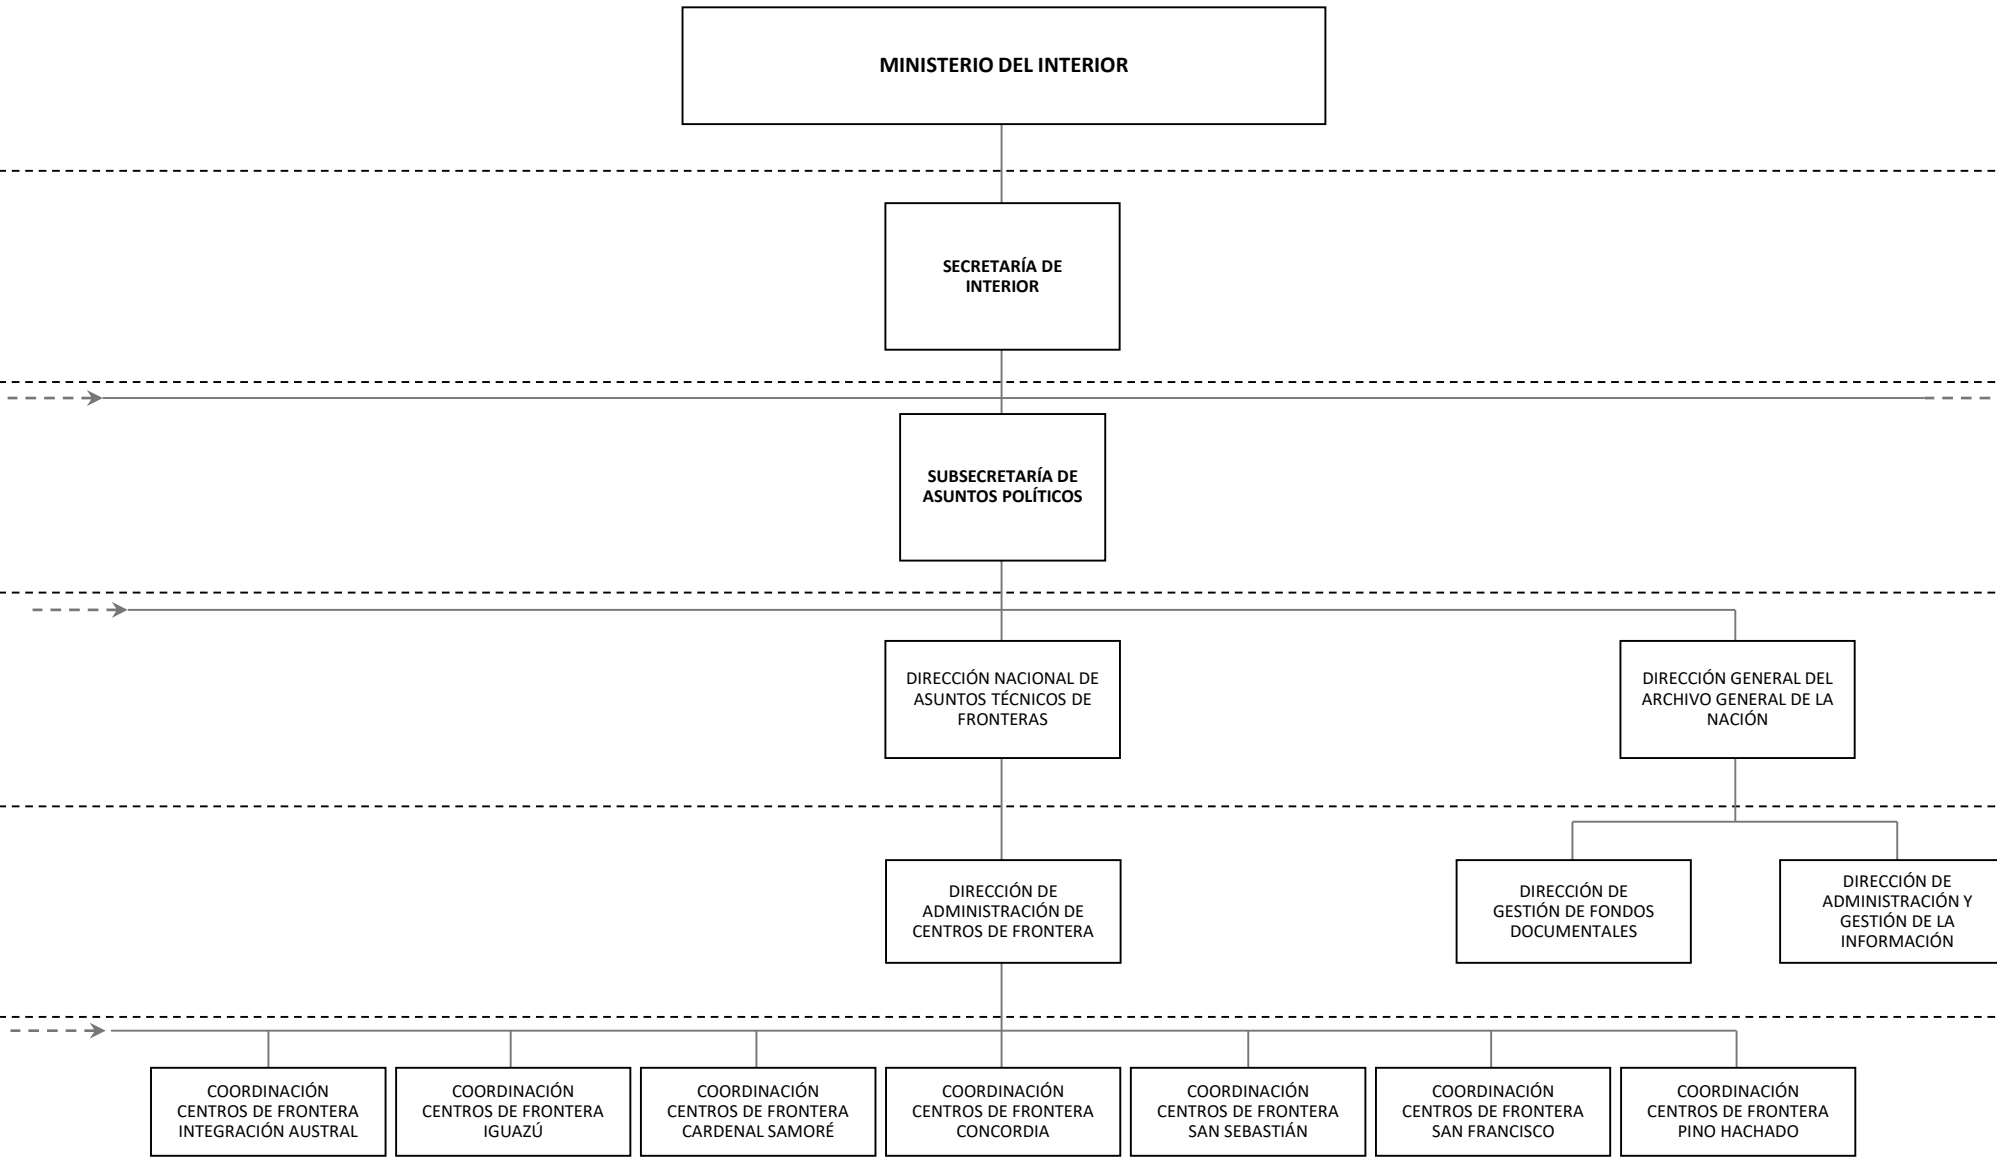 MINISTERIO DEL INTERIOR
SECRETARÍA DE
INTERIOR
SUBSECRETARÍA DE
ASUNTOS POLÍTICOS
DIRECCIÓN NACIONAL DE
ASUNTOS TÉCNICOS DE
FRONTERAS
DIRECCIÓN GENERAL DEL
ARCHIVO GENERAL DE LA
NACIÓN
DIRECCIÓN DE
ADMINISTRACIÓN DE
CENTROS DE FRONTERA
DIRECCIÓN DE
GESTIÓN DE FONDOS
DOCUMENTALES
DIRECCIÓN DE
ADMINISTRACIÓN Y
GESTIÓN DE LA
INFORMACIÓN
COORDINACIÓN
CENTROS DE FRONTERA
INTEGRACIÓN AUSTRAL
COORDINACIÓN
CENTROS DE FRONTERA
IGUAZÚ
COORDINACIÓN
CENTROS DE FRONTERA
CARDENAL SAMORÉ
COORDINACIÓN
CENTROS DE FRONTERA
CONCORDIA
COORDINACIÓN
CENTROS DE FRONTERA
SAN SEBASTIÁN
COORDINACIÓN
CENTROS DE FRONTERA
SAN FRANCISCO
COORDINACIÓN
CENTROS DE FRONTERA
PINO HACHADO